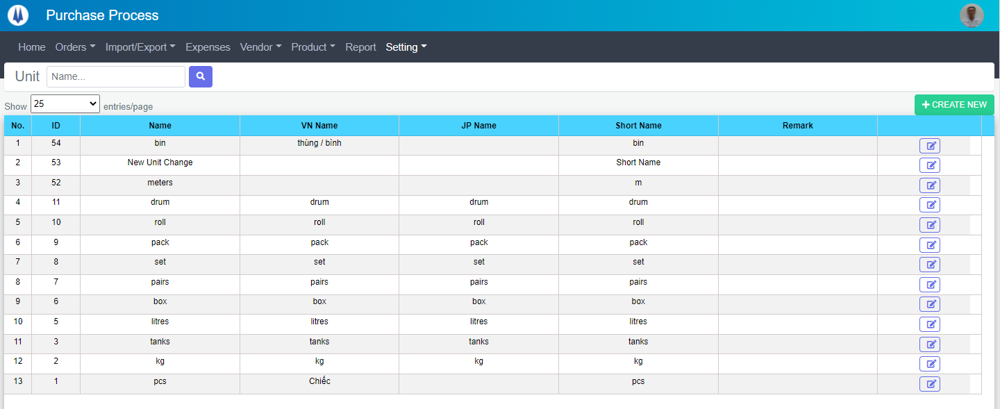 Purchase Process
Home Orders Import/Export Expenses Vendor Product Report Setting
Unit Name...
Show 25 entries/page + CREATE NEW
No. ID Name VN Name JP Name Short Name Remark
1 54 bin thùng / bình bin
2 53 New Unit Change Short Name
3 52 meters m
4 11 drum drum drum drum
5 10 roll roll roll roll
6 9 pack pack pack pack
7 8 set set set set
8 7 pairs pairs pairs pairs
9 6 box box box box
10 5 litres litres litres litres
11 3 tanks tanks tanks tanks
12 2 kg kg kg kg
13 1 pcs Chiếc pcs